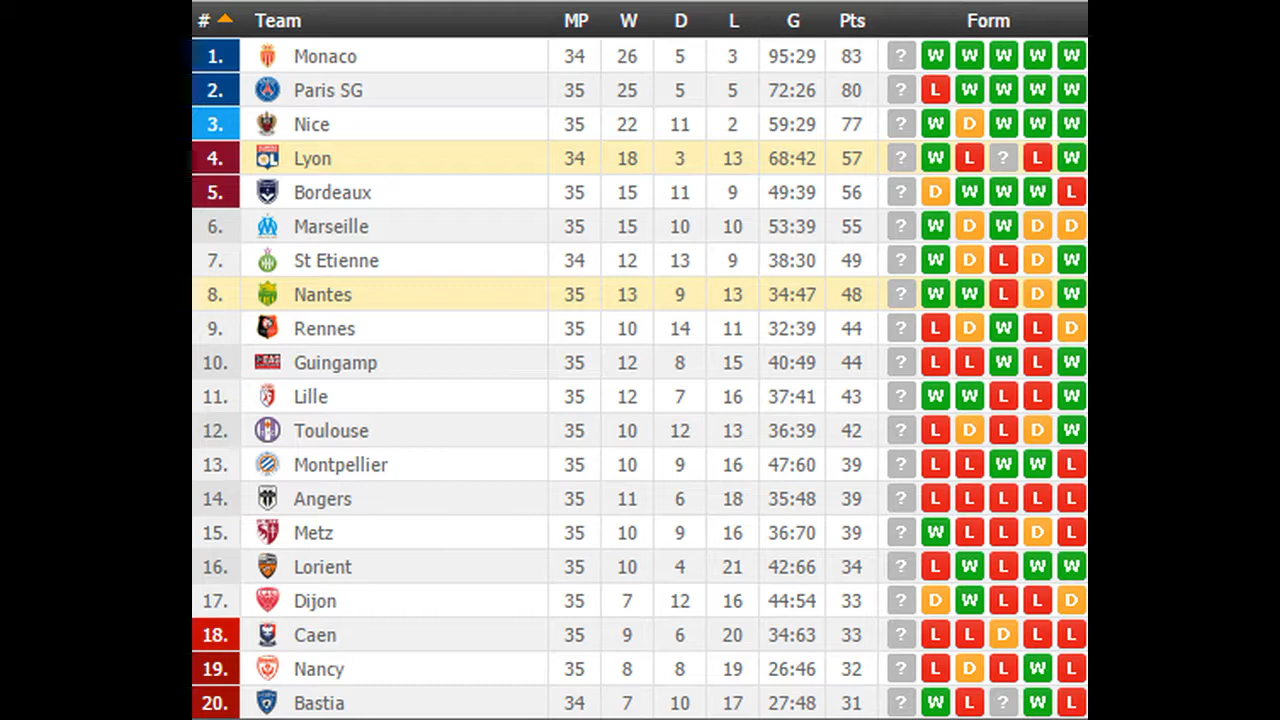 # Team MP W D L G Pts Form
1. Monaco 34 26 5 3 95:29 83 ? W W W W W
2. Paris SG 35 25 5 5 72:26 80 ? L W W W W
3. Nice 35 22 11 2 59:29 77 ? W D W W W
4. Lyon 34 18 3 13 68:42 57 ? W L ? L W
5. Bordeaux 35 15 11 9 49:39 56 ? D W W W L
6. Marseille 35 15 10 10 53:39 55 ? W D W D D
7. St Etienne 34 12 13 9 38:30 49 ? W D L D W
8. Nantes 35 13 9 13 34:47 48 ? W W L D W
9. Rennes 35 10 14 11 32:39 44 ? L D W L D
10. Guingamp 35 12 8 15 40:49 44 ? L L W L W
11. Lille 35 12 7 16 37:41 43 ? W W L L W
12. Toulouse 35 10 12 13 36:39 42 ? L D L D W
13. Montpellier 35 10 9 16 47:60 39 ? L L W W L
14. Angers 35 11 6 18 35:48 39 ? L L L L L
15. Metz 35 10 9 16 36:70 39 ? W L L D L
16. Lorient 35 10 4 21 42:66 34 ? L W L W W
17. Dijon 35 7 12 16 44:54 33 ? D W L L D
18. Caen 35 9 6 20 34:63 33 ? L L D L L
19. Nancy 35 8 8 19 26:46 32 ? L D L W L
20. Bastia 34 7 10 17 27:48 31 ? W L ? W L